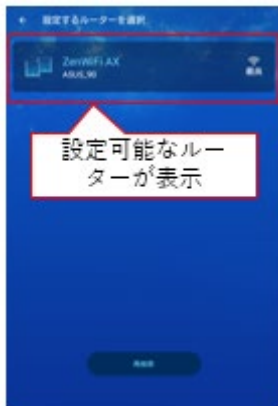 ← 設定するルーターを選択
ZenWiFi AX
ASUS_90
最高
設定可能なルー
ターが表示
再検索